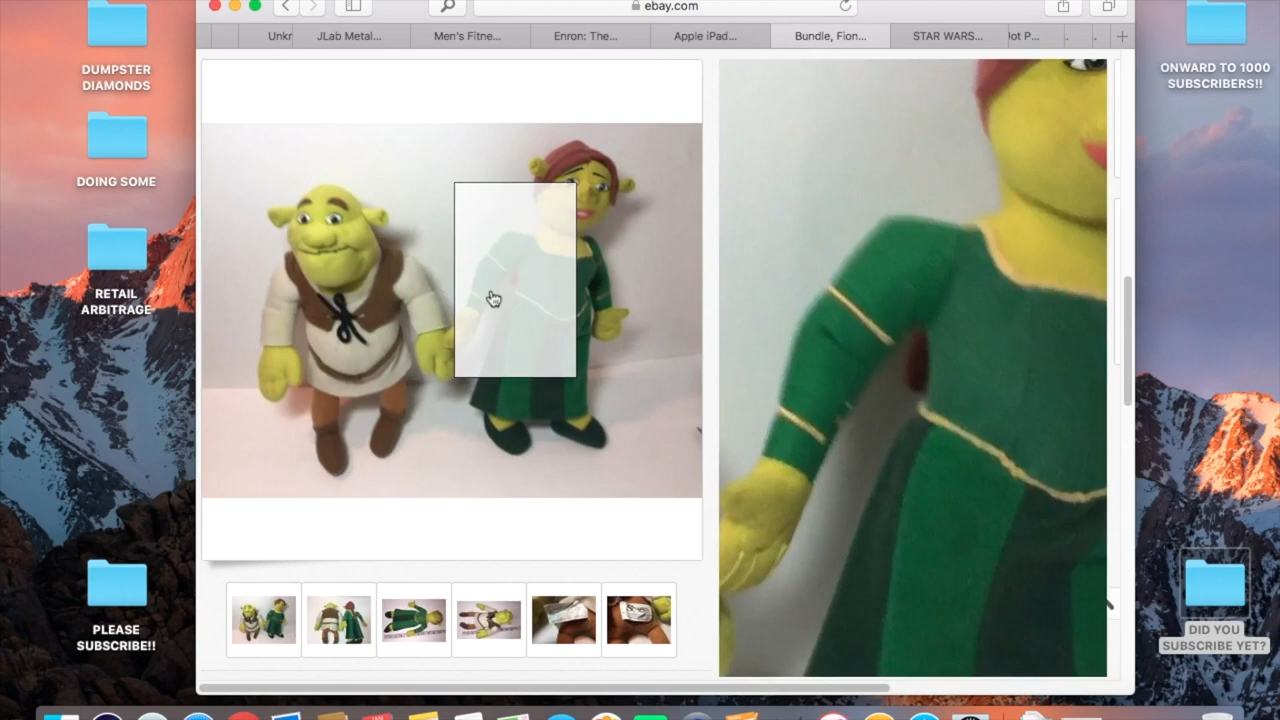 ebay.com
Unkr
JLab Metal...
Men's Fitne...
Enron: The...
Apple iPad...
Bundle, Fion...
STAR WARS...
DUMPSTER
DIAMONDS
DOING SOME
RETAIL
ARBITRAGE
PLEASE
SUBSCRIBE!!
ONWARD TO 1000
SUBSCRIBERS!!
DID YOU
SUBSCRIBE YET?